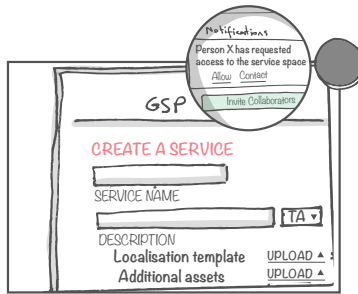 Notifications
Person X has requested
access to the service space
Allow Contact
Invite Collaborators
GSP
CREATE A SERVICE
SERVICE NAME
TA ▾
DESCRIPTION
Localisation template UPLOAD ▲
Additional assets UPLOAD ▲